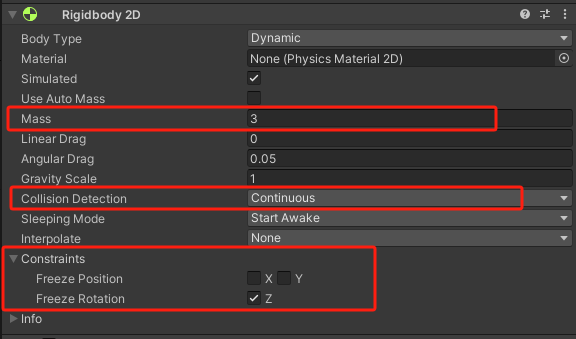 Rigidbody 2D
Body Type Dynamic
Material None (Physics Material 2D)
Simulated
Use Auto Mass
Mass 3
Linear Drag 0
Angular Drag 0.05
Gravity Scale 1
Collision Detection Continuous
Sleeping Mode Start Awake
Interpolate None
Constraints
Freeze Position X Y
Freeze Rotation Z
Info